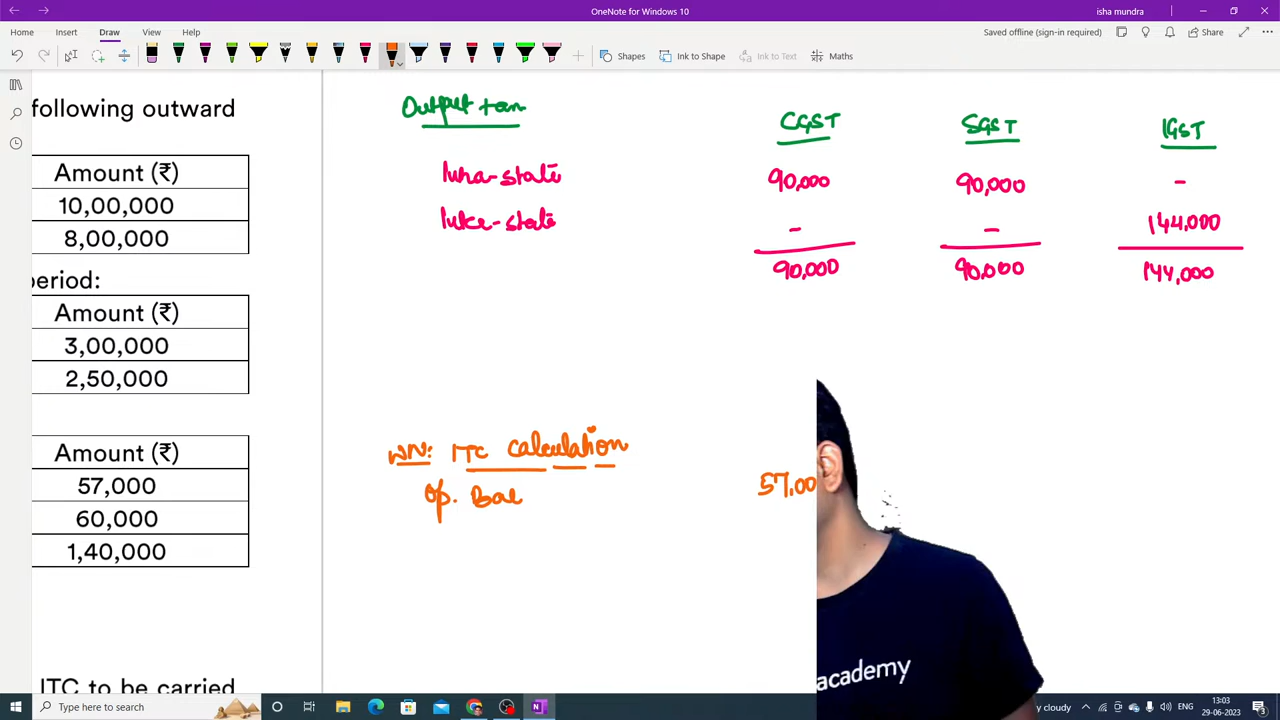 OneNote for Windows 10
isha mundra
Home Insert Draw View Help
Saved offline (sign in required)
Share
Shapes Ink to Shape Ink to Text Maths
following outward
Amount (₹)
10,00,000
8,00,000
period:
Amount (₹)
3,00,000
2,50,000
Amount (₹)
57,000
60,000
1,40,000
ITC to be carried
Output tax
CGST SGST IGST
Intra-state 90,000 90,000 -
Inter-state - - 144,000
90,000 90,000 144,000
WN: ITC Calculation
Op. Bal 57,00
academy
Type here to search
y cloudy
ENG
13:03
29-06-2023
3